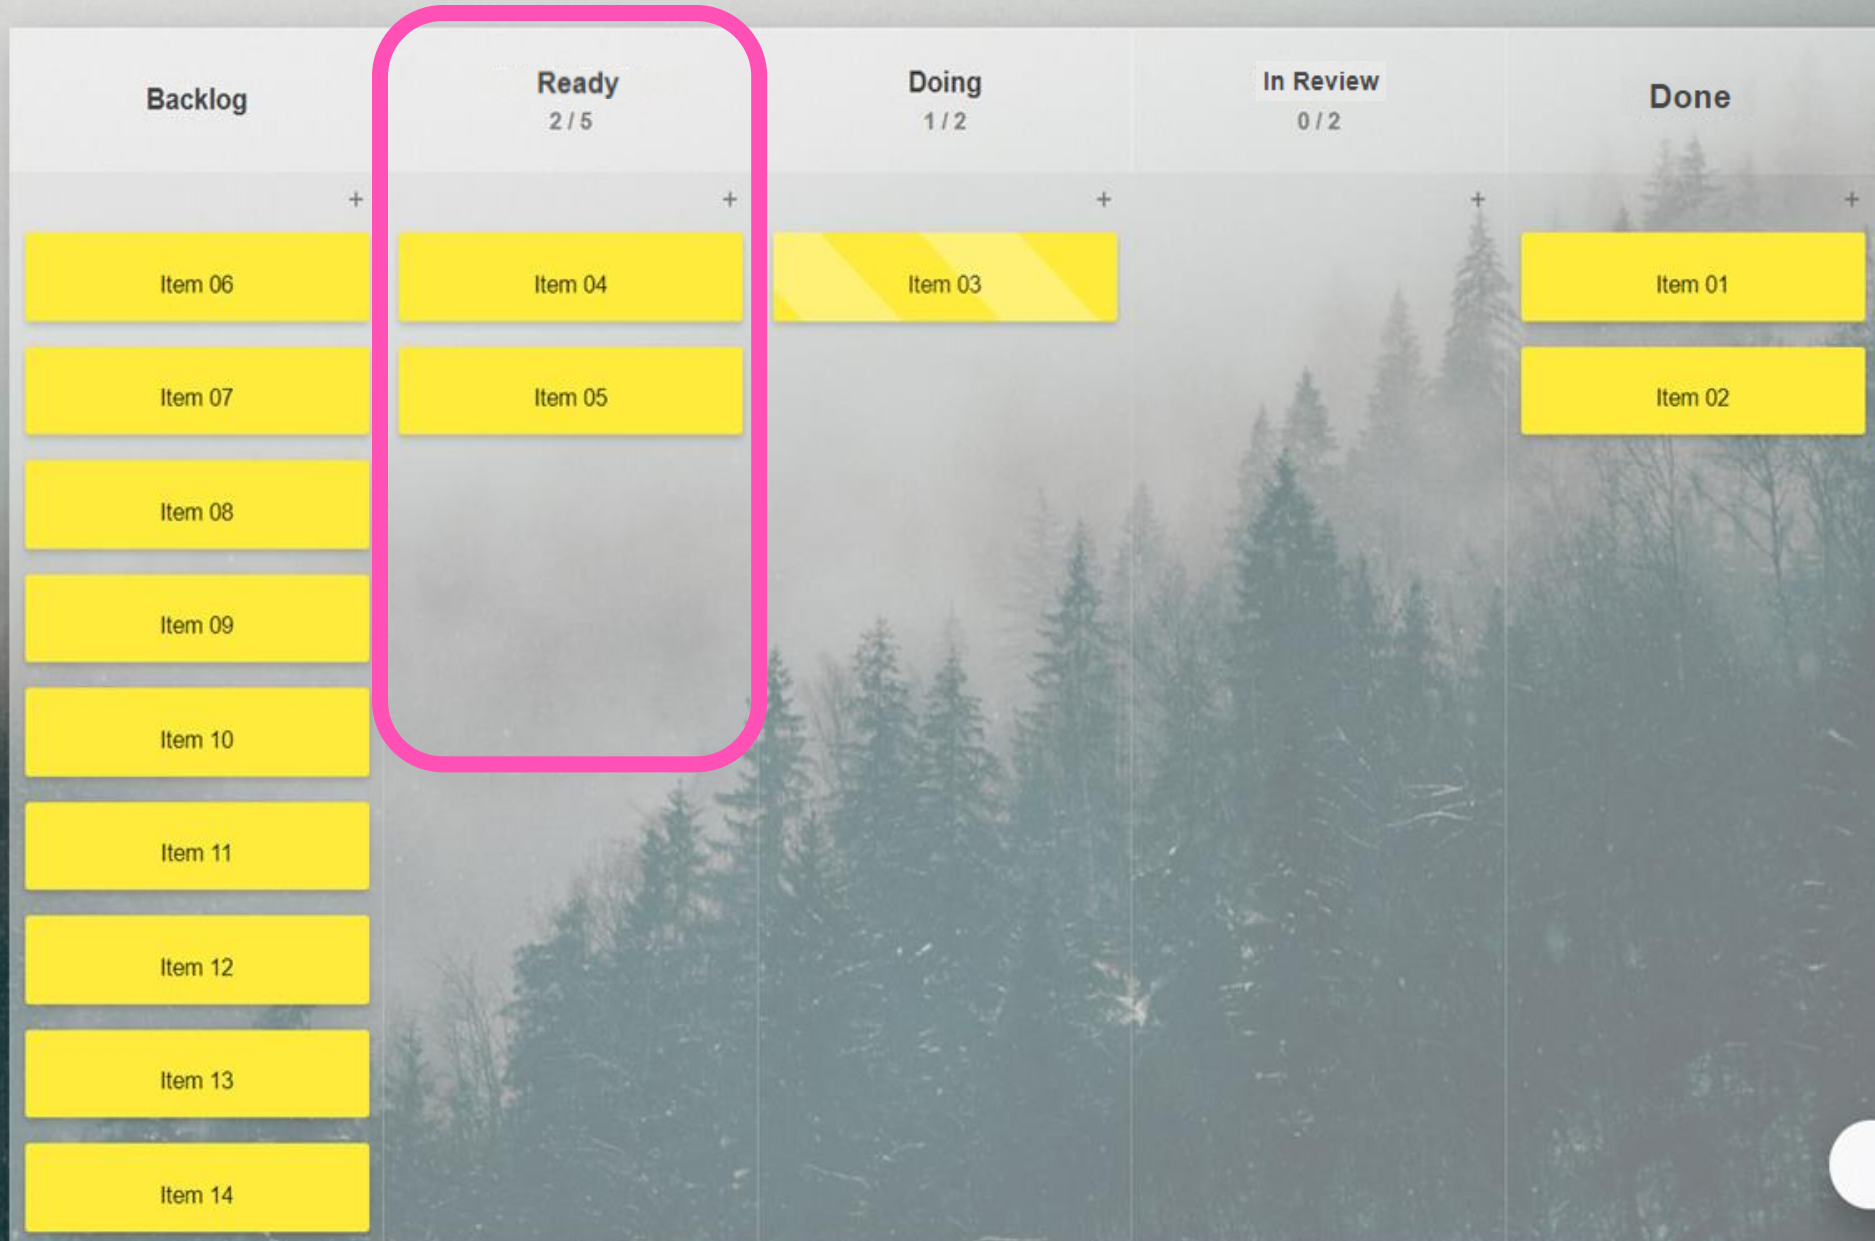 Backlog
Ready
2 / 5
Doing
1 / 2
In Review
0 / 2
Done
+
+
+
+
+
Item 06
Item 04
Item 03
Item 01
Item 07
Item 05
Item 02
Item 08
Item 09
Item 10
Item 11
Item 12
Item 13
Item 14